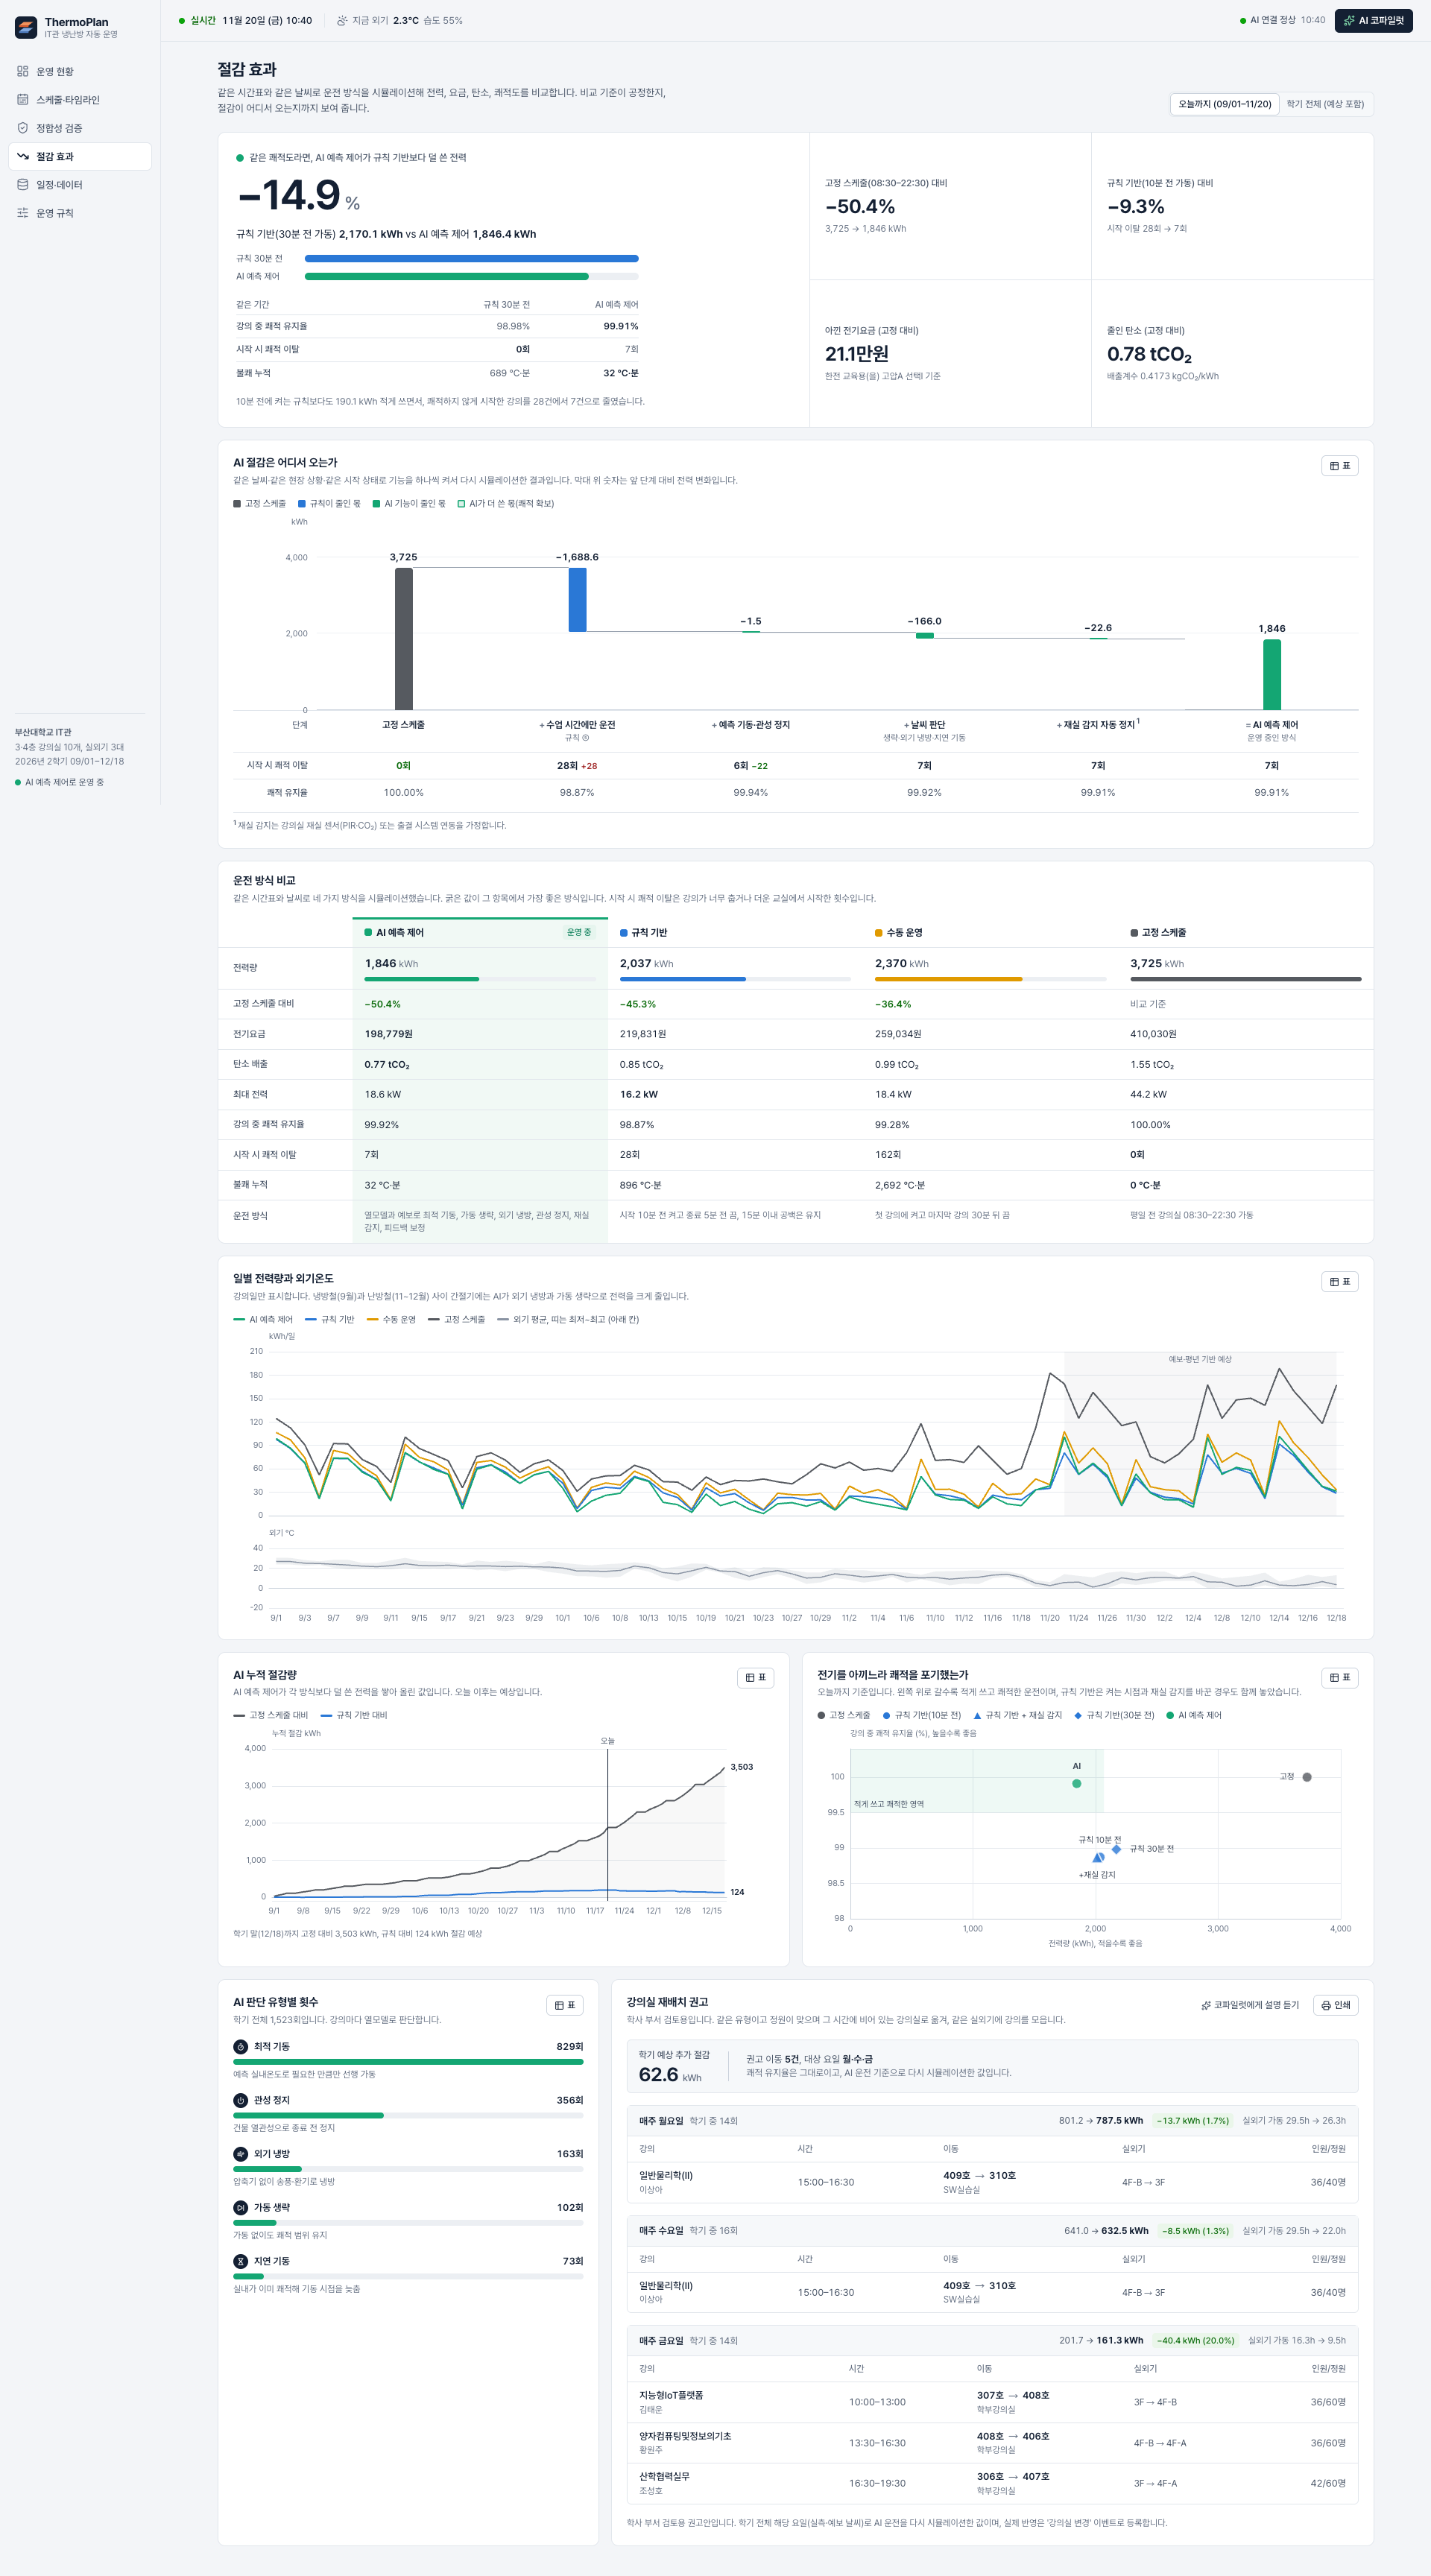 ThermoPlan
IT관 냉난방 자동 운영
운영 현황
스케줄·타임라인
정합성 검증
절감 효과
일정·데이터
운영 규칙
부산대학교 IT관
3·4층 강의실 10개, 실외기 3대
2026년 2학기 09/01–12/18
AI 예측 제어로 운영 중
실시간 11월 20일 (금) 10:40 지금 외기 2.3°C 습도 55%
AI 연결 정상 10:40 AI 코파일럿
절감 효과
같은 시간표와 같은 날씨로 운전 방식을 시뮬레이션해 전력, 요금, 탄소, 쾌적도를 비교합니다. 비교 기준이 공정한지,
절감이 어디서 오는지까지 보여 줍니다.
오늘까지 (09/01–11/20) 학기 전체 (예상 포함)
같은 쾌적도라면, AI 예측 제어가 규칙 기반보다 덜 쓴 전력
−14.9 %
규칙 기반(30분 전 가동) 2,170.1 kWh vs AI 예측 제어 1,846.4 kWh
규칙 30분 전
AI 예측 제어
같은 기간 규칙 30분 전 AI 예측 제어
강의 중 쾌적 유지율 98.98% 99.91%
시작 시 쾌적 이탈 0회 7회
불쾌 누적 689 °C·분 32 °C·분
10분 전에 켜는 규칙보다도 190.1 kWh 적게 쓰면서, 쾌적하지 않게 시작한 강의를 28건에서 7건으로 줄였습니다.
고정 스케줄(08:30–22:30) 대비
−50.4%
3,725 → 1,846 kWh
규칙 기반(10분 전 가동) 대비
−9.3%
시작 이탈 28회 → 7회
아낀 전기요금 (고정 대비)
21.1만원
한전 교육용(을) 고압A 선택Ⅰ 기준
줄인 탄소 (고정 대비)
0.78 tCO₂
배출계수 0.4173 kgCO₂/kWh
AI 절감은 어디서 오는가
표
같은 날씨·같은 현장 상황·같은 시작 상태로 기능을 하나씩 켜서 다시 시뮬레이션한 결과입니다. 막대 위 숫자는 앞 단계 대비 전력 변화입니다.
고정 스케줄 규칙이 줄인 몫 AI 기능이 줄인 몫 AI가 더 쓴 몫(쾌적 확보)
kWh
4,000
2,000
0
3,725 −1,688.6 −1.5 −166.0 −22.6 1,846
단계 고정 스케줄 + 수업 시간에만 운전 + 예측 기동·관성 정지 + 날씨 판단 + 재실 감지 자동 정지 1 = AI 예측 제어
생략·외기 냉방·지연 기동 운영 중인 방식
시작 시 쾌적 이탈 0회 28회 +28 6회 −22 7회 7회 7회
쾌적 유지율 100.00% 98.87% 99.94% 99.92% 99.91% 99.91%
1 재실 감지는 강의실 재실 센서(PIR·CO₂) 또는 출결 시스템 연동을 가정합니다.
운전 방식 비교
같은 시간표와 날씨로 네 가지 방식을 시뮬레이션했습니다. 굵은 값이 그 항목에서 가장 좋은 방식입니다. 시작 시 쾌적 이탈은 강의가 너무 춥거나 더운 교실에서 시작한 횟수입니다.
AI 예측 제어 운영 중 규칙 기반 수동 운영 고정 스케줄
전력량 1,846 kWh 2,037 kWh 2,370 kWh 3,725 kWh
고정 스케줄 대비 −50.4% −45.3% −36.4% 비교 기준
전기요금 198,779원 219,831원 259,034원 410,030원
탄소 배출 0.77 tCO₂ 0.85 tCO₂ 0.99 tCO₂ 1.55 tCO₂
최대 전력 18.6 kW 16.2 kW 18.4 kW 44.2 kW
강의 중 쾌적 유지율 99.92% 98.87% 99.28% 100.00%
시작 시 쾌적 이탈 7회 28회 162회 0회
불쾌 누적 32 °C·분 896 °C·분 2,692 °C·분 0 °C·분
운전 방식 열모델과 예보로 최적 기동, 가동 생략, 외기 냉방, 관성 정지, 재실 시작 10분 전 켜고 종료 5분 전 끔, 15분 이내 공백은 유지 첫 강의에 켜고 마지막 강의 30분 뒤 끔 평일 전 강의실 08:30–22:30 가동
감지, 피드백 보정
일별 전력량과 외기온도
표
강의일만 표시합니다. 냉방철(9월)과 난방철(11~12월) 사이 간절기에는 AI가 외기 냉방과 가동 생략으로 전력을 크게 줄입니다.
AI 예측 제어 규칙 기반 수동 운영 고정 스케줄 외기 평균, 띠는 최저~최고 (아래 칸)
kWh/일
예보·평년 기반 예상
210
180
150
120
90
60
30
0
외기 °C
40
20
0
-20
9/1 9/3 9/7 9/9 9/11 9/15 9/17 9/21 9/23 9/29 10/1 10/6 10/8 10/13 10/15 10/19 10/21 10/23 10/27 10/29 11/2 11/4 11/6 11/10 11/12 11/16 11/18 11/20 11/24 11/26 11/30 12/2 12/4 12/8 12/10 12/14 12/16 12/18
AI 누적 절감량
표
AI 예측 제어가 각 방식보다 덜 쓴 전력을 쌓아 올린 값입니다. 오늘 이후는 예상입니다.
고정 스케줄 대비 규칙 기반 대비
누적 절감 kWh
오늘
4,000
3,000
2,000
1,000
0
3,503
124
9/1 9/8 9/15 9/22 9/29 10/6 10/13 10/20 10/27 11/3 11/10 11/17 11/24 12/1 12/8 12/15
학기 말(12/18)까지 고정 대비 3,503 kWh, 규칙 대비 124 kWh 절감 예상
전기를 아끼느라 쾌적을 포기했는가
표
오늘까지 기준입니다. 왼쪽 위로 갈수록 적게 쓰고 쾌적한 운전이며, 규칙 기반은 켜는 시점과 재실 감지를 바꾼 경우도 함께 놓았습니다.
고정 스케줄 규칙 기반(10분 전) 규칙 기반 + 재실 감지 규칙 기반(30분 전) AI 예측 제어
강의 중 쾌적 유지율 (%), 높을수록 좋음
100
99.5
99
98.5
98
AI
고정
적게 쓰고 쾌적한 영역
규칙 10분 전
규칙 30분 전
+재실 감지
0 1,000 2,000 3,000 4,000
전력량 (kWh), 적을수록 좋음
AI 판단 유형별 횟수
표
학기 전체 1,523회입니다. 강의마다 열모델로 판단합니다.
최적 기동 829회
예측 실내온도로 필요한 만큼만 선행 가동
관성 정지 356회
건물 열관성으로 종료 전 정지
외기 냉방 163회
압축기 없이 송풍·환기로 냉방
가동 생략 102회
가동 없이도 쾌적 범위 유지
지연 기동 73회
실내가 이미 쾌적해 기동 시점을 늦춤
강의실 재배치 권고
코파일럿에게 설명 듣기 인쇄
학사 부서 검토용입니다. 같은 유형이고 정원이 맞으며 그 시간에 비어 있는 강의실로 옮겨, 같은 실외기에 강의를 모읍니다.
학기 예상 추가 절감
62.6 kWh
권고 이동 5건, 대상 요일 월·수·금
쾌적 유지율은 그대로이고, AI 운전 기준으로 다시 시뮬레이션한 값입니다.
매주 월요일 학기 중 14회 801.2 → 787.5 kWh −13.7 kWh (1.7%) 실외기 가동 29.5h → 26.3h
강의 시간 이동 실외기 인원/정원
일반물리학(II) 15:00–16:30 409호 → 310호 4F-B → 3F 36/40명
이상아 SW실습실
매주 수요일 학기 중 16회 641.0 → 632.5 kWh −8.5 kWh (1.3%) 실외기 가동 29.5h → 22.0h
강의 시간 이동 실외기 인원/정원
일반물리학(II) 15:00–16:30 409호 → 310호 4F-B → 3F 36/40명
이상아 SW실습실
매주 금요일 학기 중 14회 201.7 → 161.3 kWh −40.4 kWh (20.0%) 실외기 가동 16.3h → 9.5h
강의 시간 이동 실외기 인원/정원
지능형IoT플랫폼 10:00–13:00 307호 → 408호 3F → 4F-B 36/60명
김태운 학부강의실
양자컴퓨팅및정보의기초 13:30–16:30 408호 → 406호 4F-B → 4F-A 36/60명
황원주 학부강의실
산학협력실무 16:30–19:30 306호 → 407호 3F → 4F-A 42/60명
조성호 학부강의실
학사 부서 검토용 권고안입니다. 학기 전체 해당 요일(실측·예보 날씨)로 AI 운전을 다시 시뮬레이션한 값이며, 실제 반영은 '강의실 변경' 이벤트로 등록합니다.